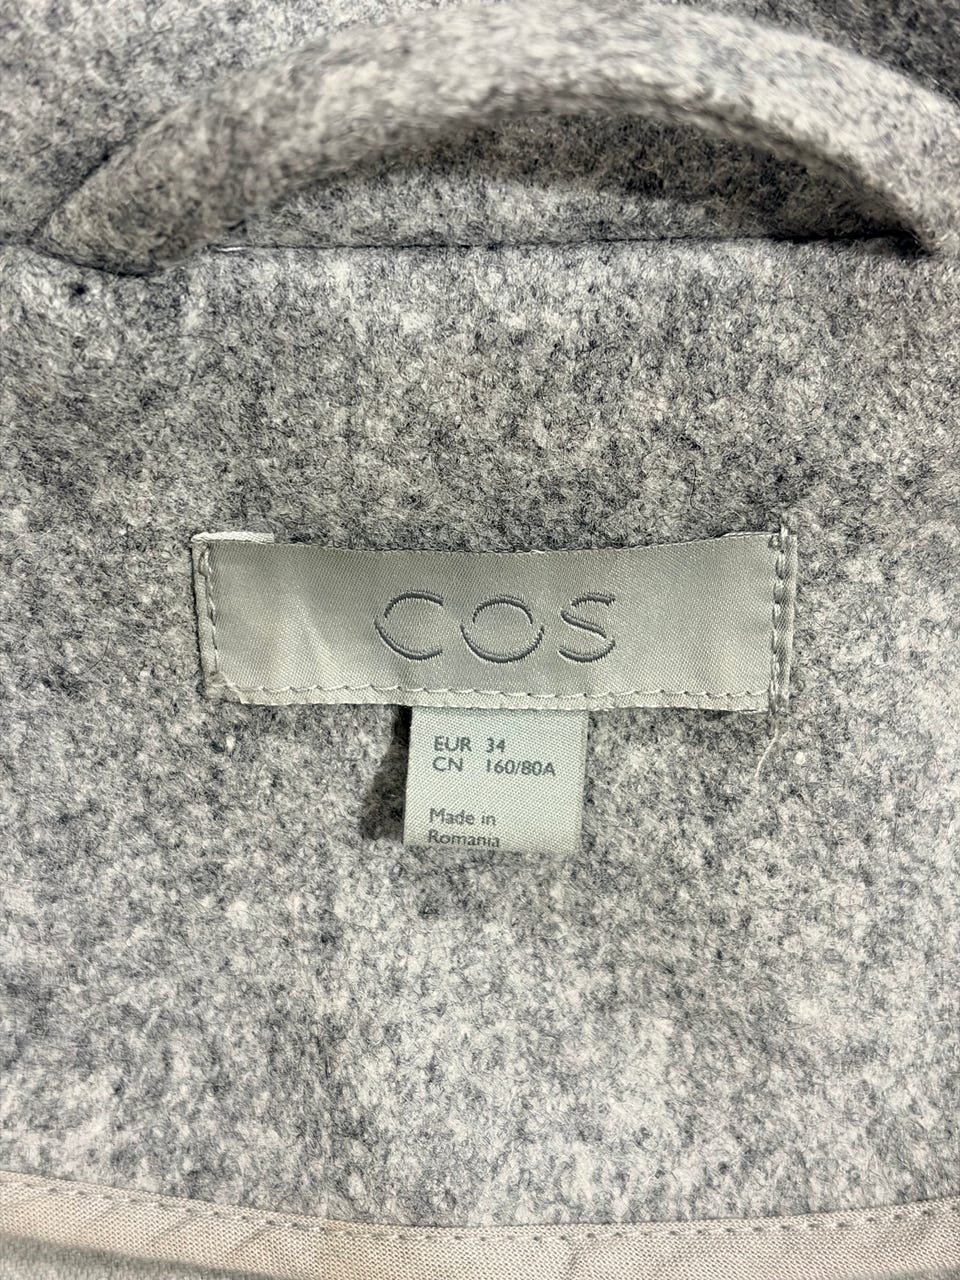 COS
EUR 34
CN 160/80A
Made in
Romania